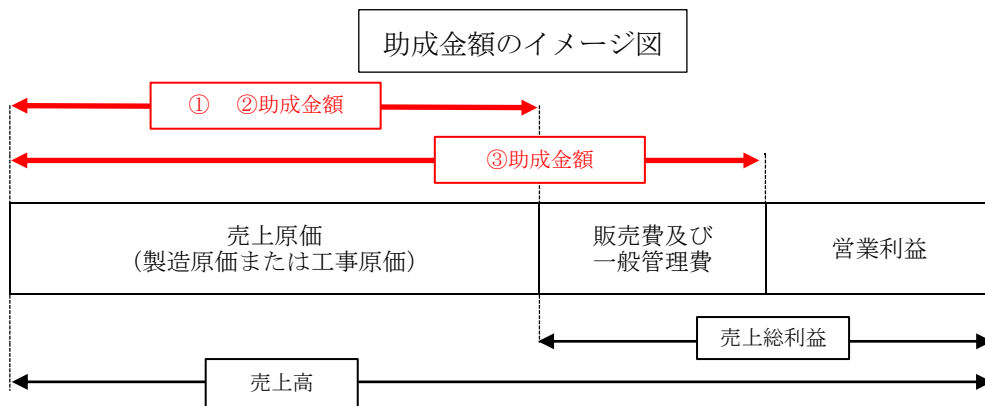 助成金額のイメージ図
① ②助成金額
③助成金額
売上原価
(製造原価または工事原価)
販売費及び
一般管理費
営業利益
売上総利益
売上高